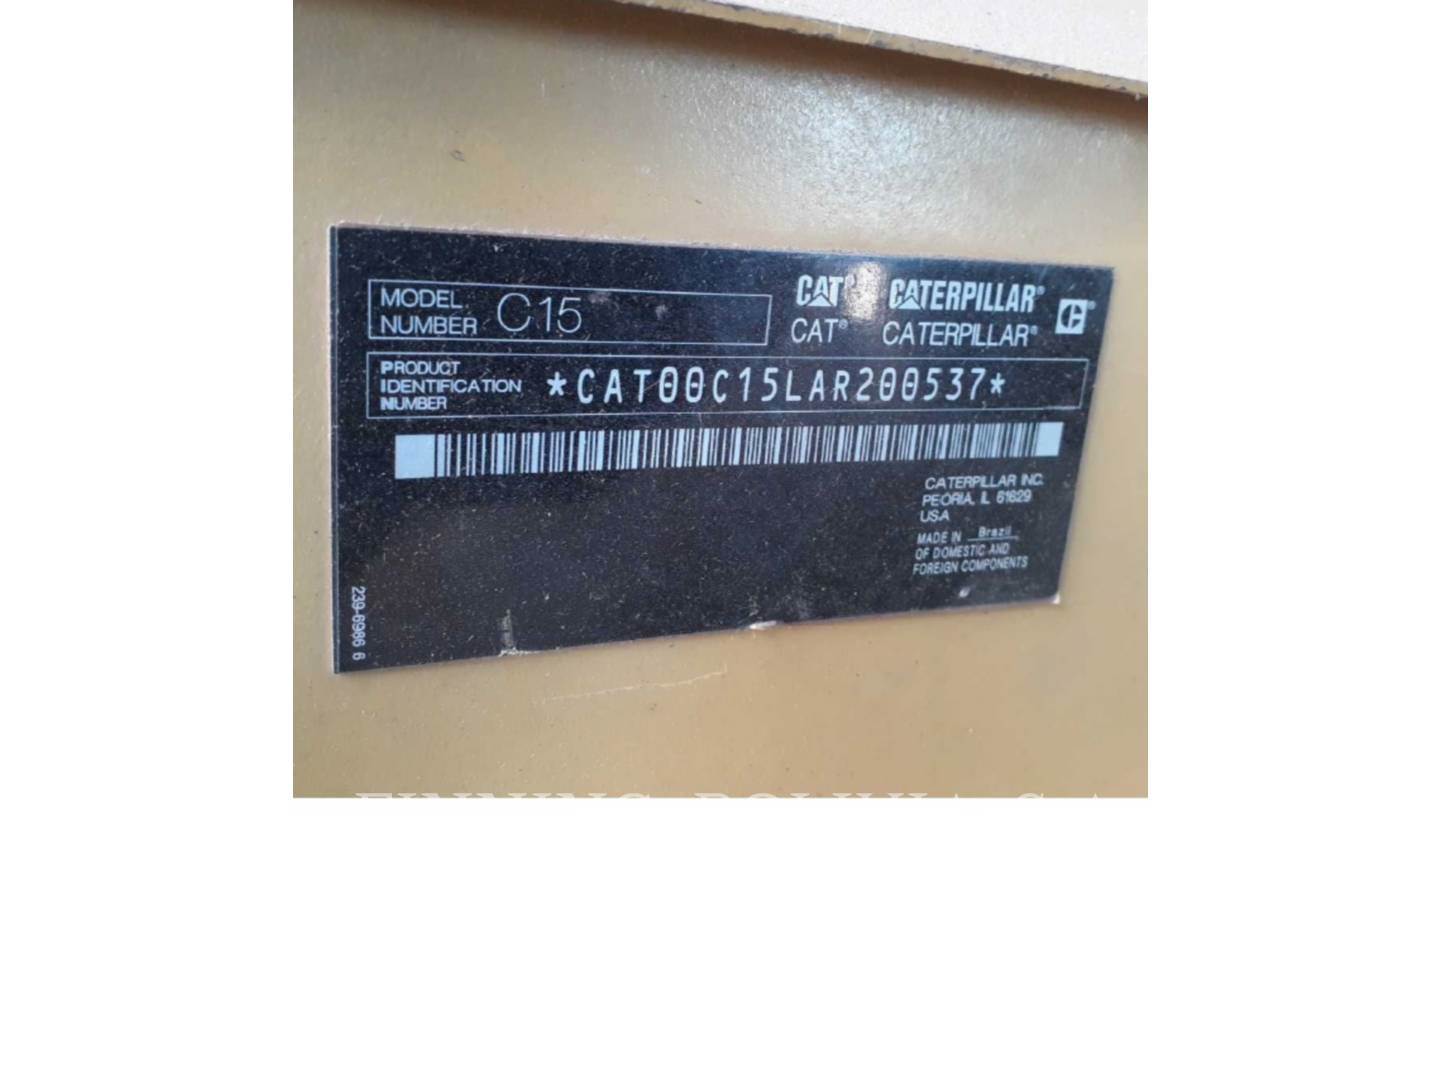 MODEL NUMBER C15
CAT® CATERPILLAR®
CAT® CATERPILLAR®
PRODUCT IDENTIFICATION NUMBER *CAT00C15LAR200537*
CATERPILLAR INC.
PEORIA, IL 61629
USA
MADE IN Brazil
OF DOMESTIC AND
FOREIGN COMPONENTS
239-6986 6